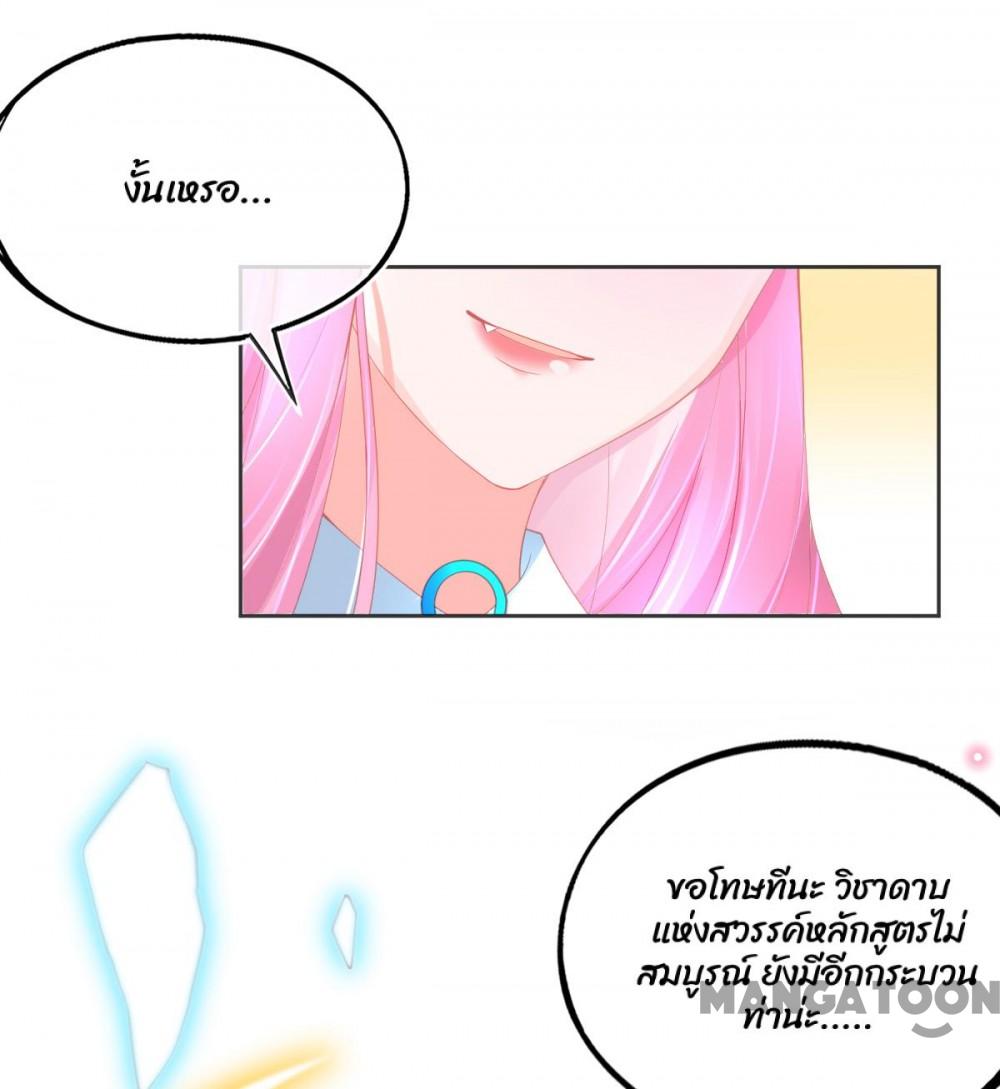 งั้นเหรอ...
ขอโทษทีนะ วิชาดาบ
แห่งสวรรค์หลักสูตรไม่
สมบูรณ์ ยังมีอีกกระบวน
ท่าน่ะ.....
MANGATOON